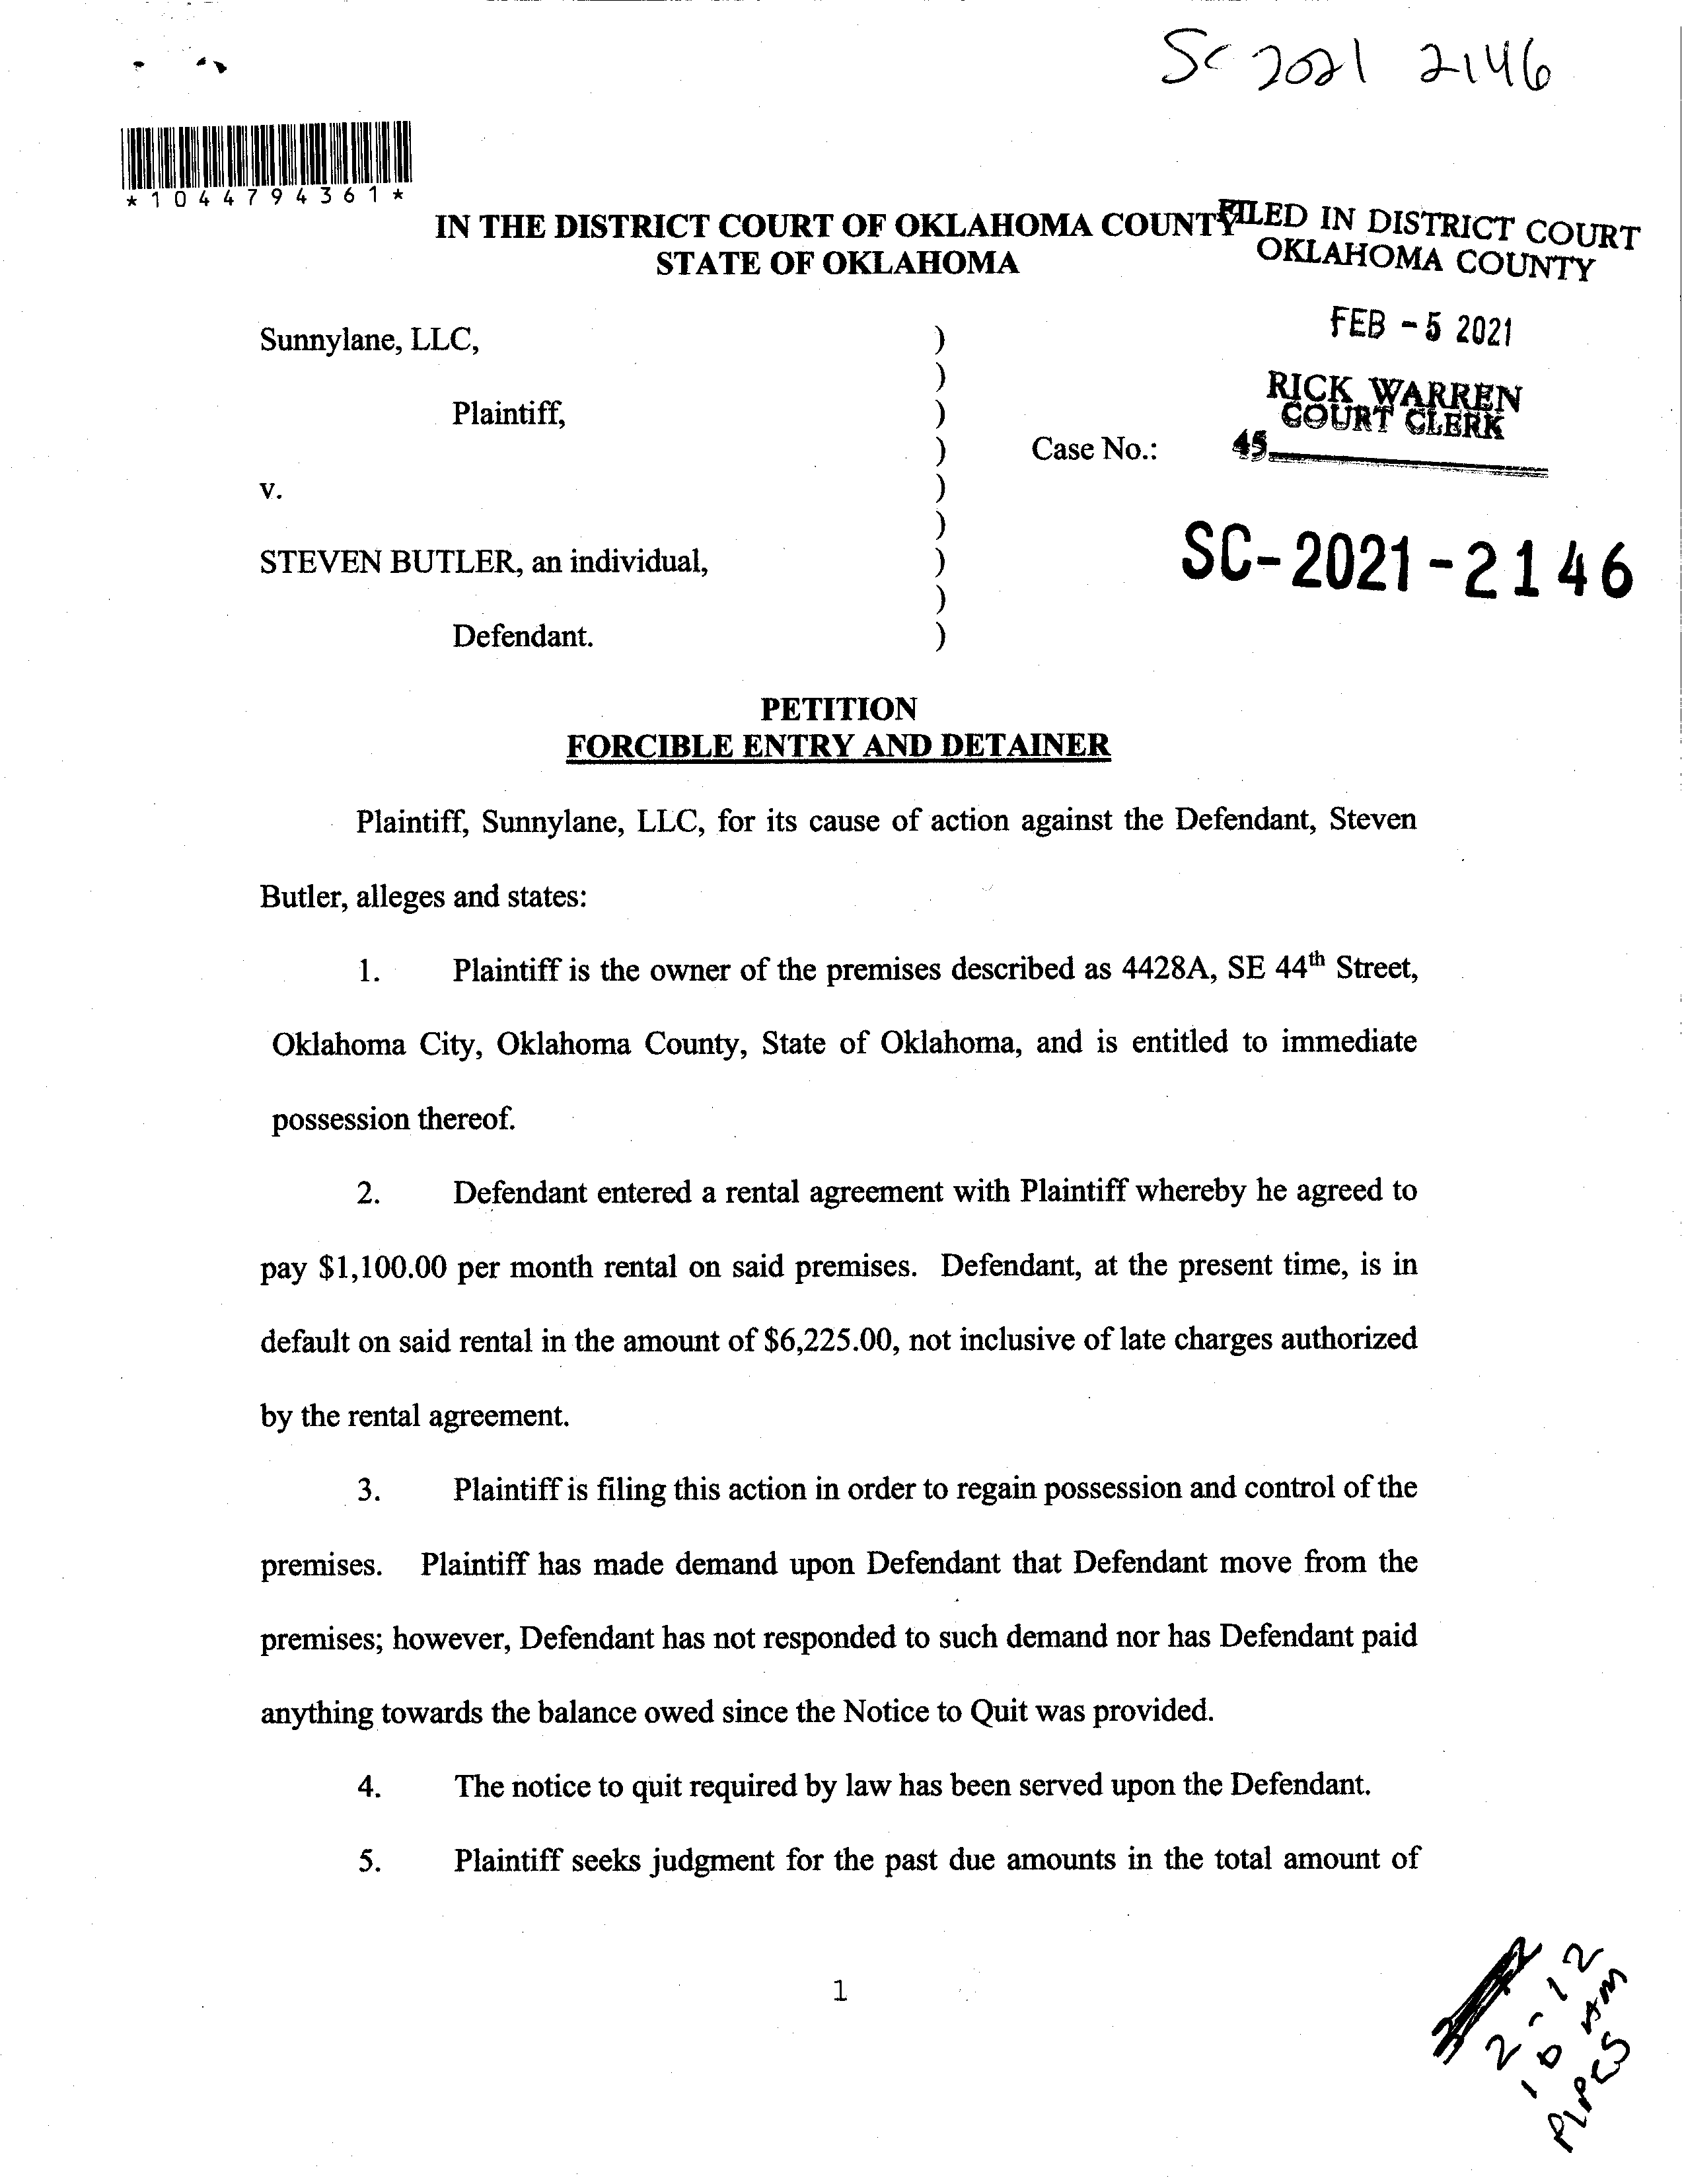 SC 2021 2146
*1044794361*
IN THE DISTRICT COURT OF OKLAHOMA COUNTY
STATE OF OKLAHOMA
FILED IN DISTRICT COURT
OKLAHOMA COUNTY
FEB -5 2021
RICK WARREN
COURT CLERK
45
Sunnylane, LLC, )
)
Plaintiff, )
) Case No.:
v. )
)
STEVEN BUTLER, an individual, )
)
Defendant. )
SC-2021-2146
PETITION
FORCIBLE ENTRY AND DETAINER
Plaintiff, Sunnylane, LLC, for its cause of action against the Defendant, Steven
Butler, alleges and states:
1. Plaintiff is the owner of the premises described as 4428A, SE 44th Street,
Oklahoma City, Oklahoma County, State of Oklahoma, and is entitled to immediate
possession thereof.
2. Defendant entered a rental agreement with Plaintiff whereby he agreed to
pay $1,100.00 per month rental on said premises. Defendant, at the present time, is in
default on said rental in the amount of $6,225.00, not inclusive of late charges authorized
by the rental agreement.
3. Plaintiff is filing this action in order to regain possession and control of the
premises. Plaintiff has made demand upon Defendant that Defendant move from the
premises; however, Defendant has not responded to such demand nor has Defendant paid
anything towards the balance owed since the Notice to Quit was provided.
4. The notice to quit required by law has been served upon the Defendant.
5. Plaintiff seeks judgment for the past due amounts in the total amount of
1
2-12
10 AM